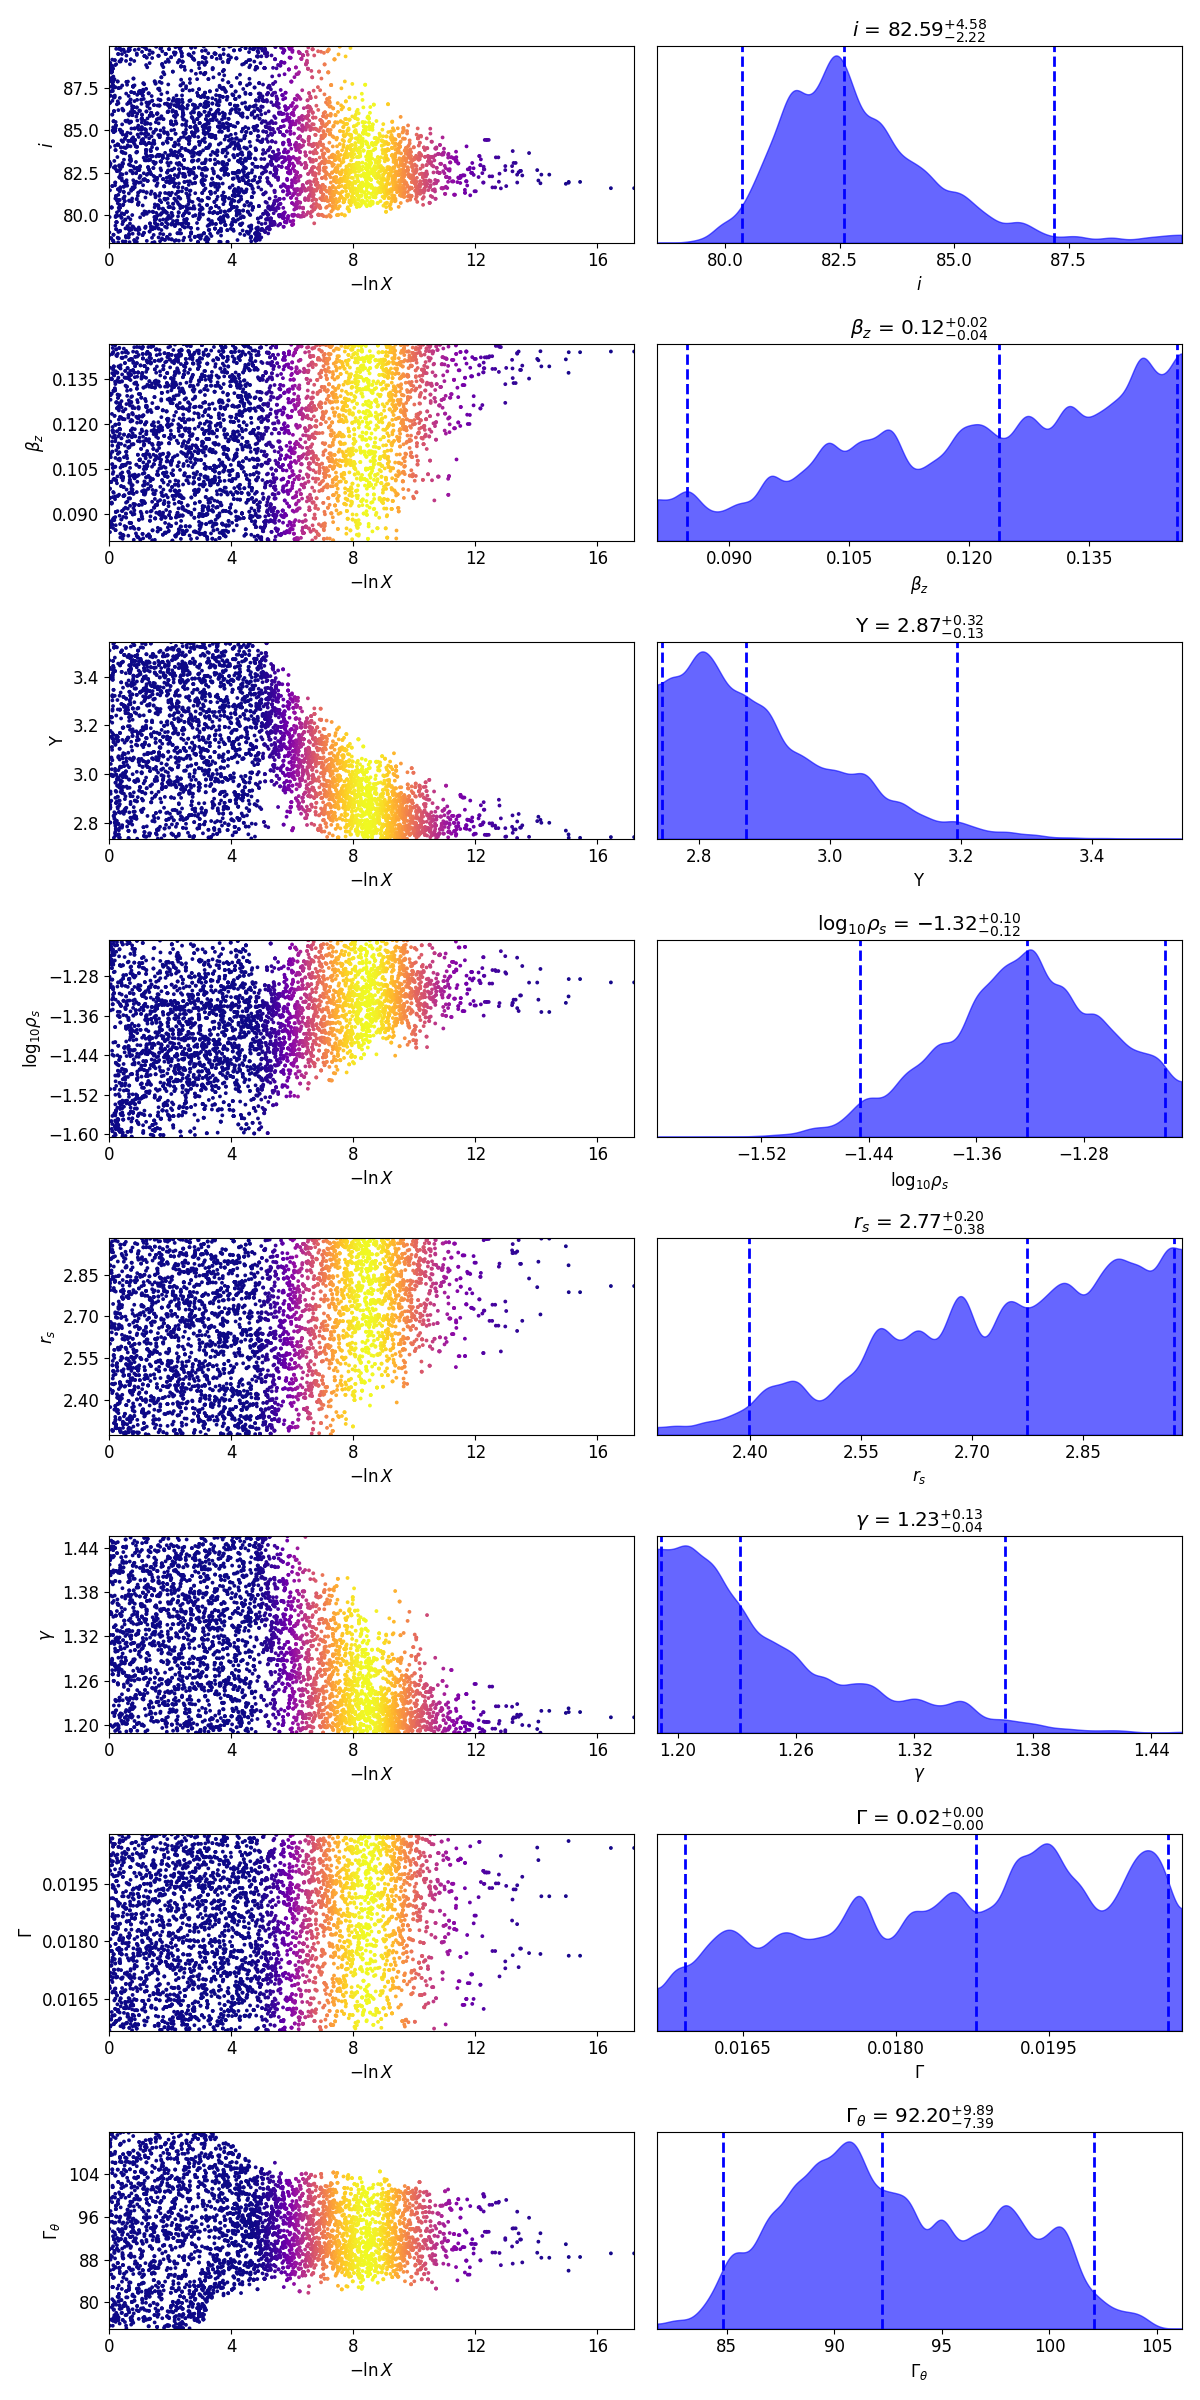 i = 82.59+4.58−2.22
87.5
85.0
82.5
80.0
i
0 4 8 12 16
−ln X
80.0 82.5 85.0 87.5
i
βz = 0.12+0.02−0.04
0.135
0.120
0.105
0.090
βz
0 4 8 12 16
−ln X
0.090 0.105 0.120 0.135
βz
Υ = 2.87+0.32−0.13
3.4
3.2
3.0
2.8
Υ
0 4 8 12 16
−ln X
2.8 3.0 3.2 3.4
Υ
log10ρs = −1.32+0.10−0.12
−1.28
−1.36
−1.44
−1.52
−1.60
log10ρs
0 4 8 12 16
−ln X
−1.52 −1.44 −1.36 −1.28
log10ρs
rs = 2.77+0.20−0.38
2.85
2.70
2.55
2.40
rs
0 4 8 12 16
−ln X
2.40 2.55 2.70 2.85
rs
γ = 1.23+0.13−0.04
1.44
1.38
1.32
1.26
1.20
γ
0 4 8 12 16
−ln X
1.20 1.26 1.32 1.38 1.44
γ
Γ = 0.02+0.00−0.00
0.0195
0.0180
0.0165
Γ
0 4 8 12 16
−ln X
0.0165 0.0180 0.0195
Γ
Γθ = 92.20+9.89−7.39
104
96
88
80
Γθ
0 4 8 12 16
−ln X
85 90 95 100 105
Γθ